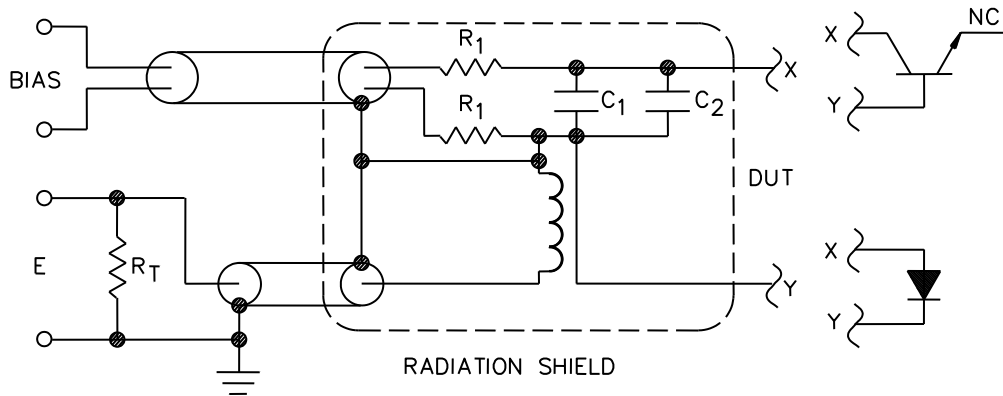 NC
R1
X
X
BIAS
C1
C2
Y
R1
DUT
E
RT
X
Y
Y
RADIATION SHIELD